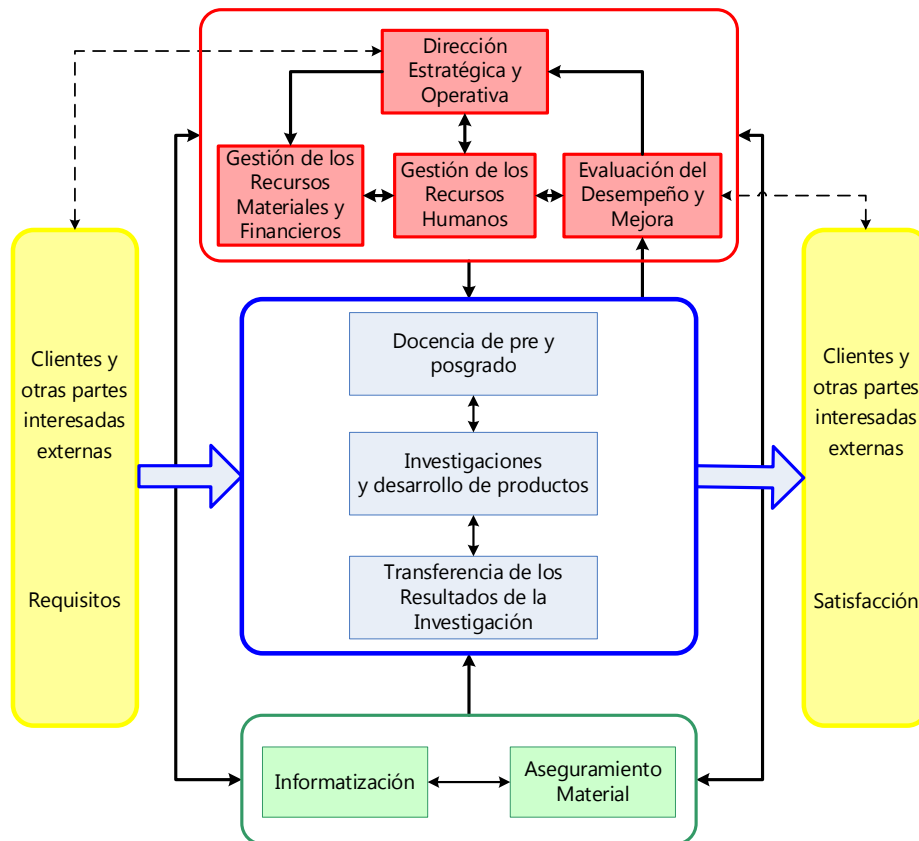 Dirección
Estratégica y
Operativa
Gestión de los
Recursos
Materiales y
Financieros
Gestión de los
Recursos
Humanos
Evaluación del
Desempeño y
Mejora
Clientes y
otras partes
interesadas
externas
Requisitos
Docencia de pre y
posgrado
Investigaciones
y desarrollo de productos
Transferencia de los
Resultados de la
Investigación
Clientes y
otras partes
interesadas
externas
Satisfacción
Informatización
Aseguramiento
Material